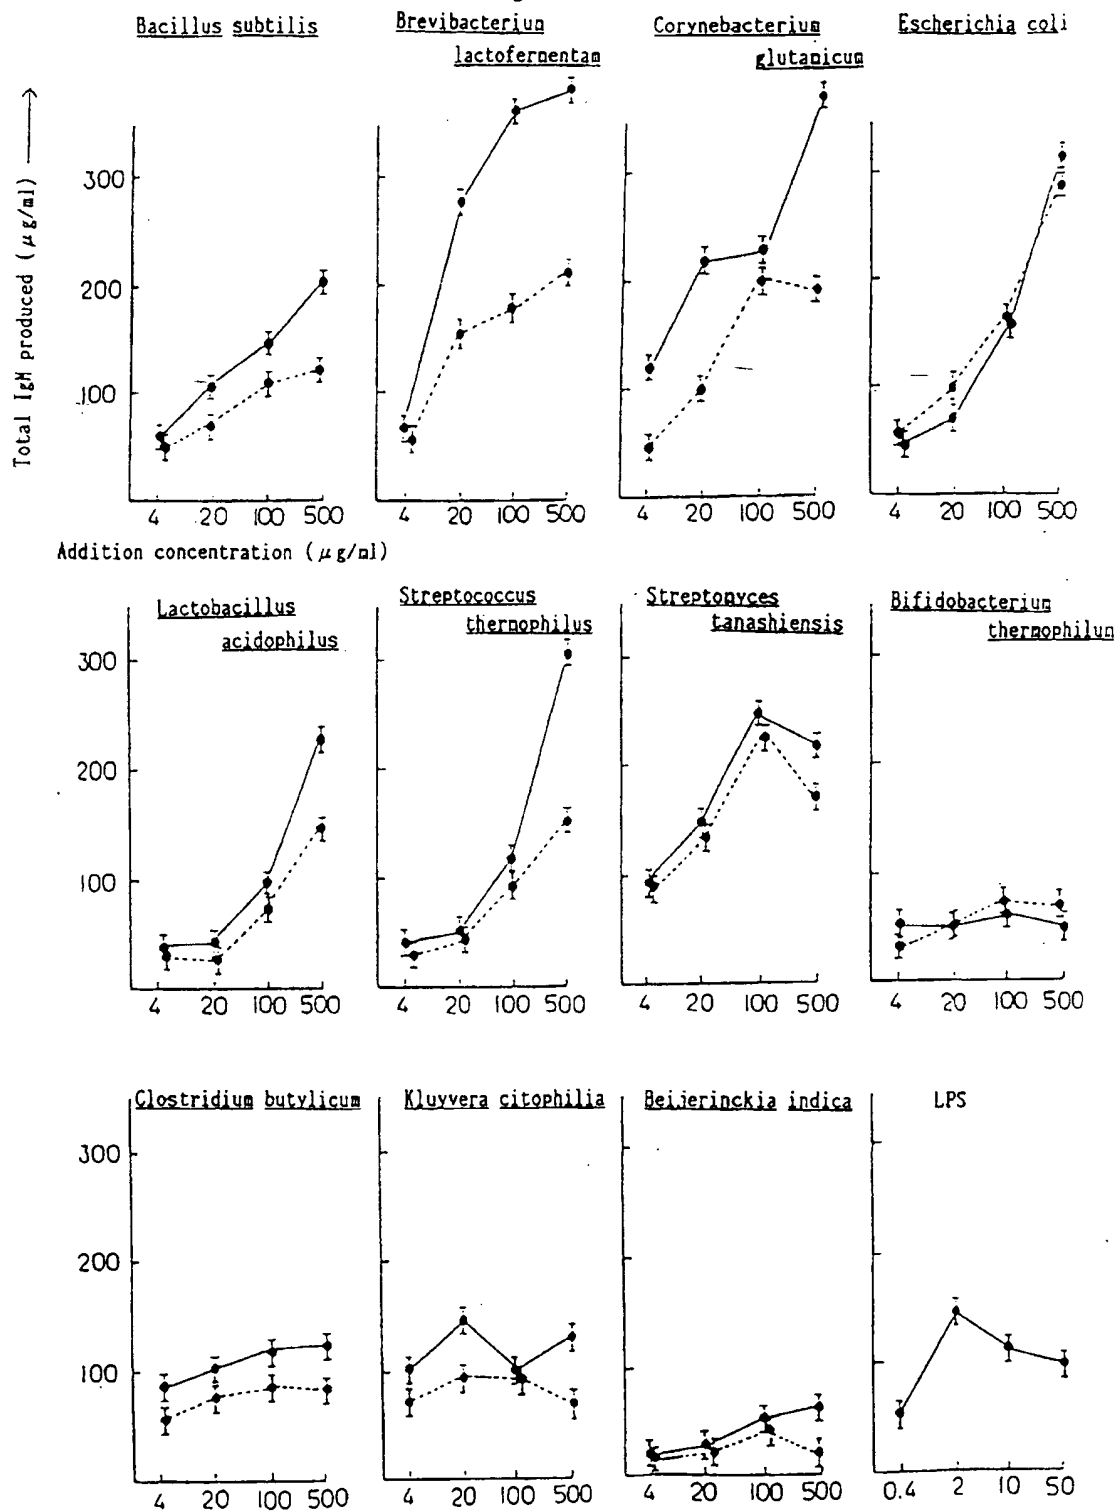 Bacillus subtilis
Brevibacterium
lactofermentam
Corynebacterium
glutamicum
Escherichia coli
Total IgM produced (μg/ml)
300
200
100
4 20 100 500
4 20 100 500
4 20 100 500
4 20 100 500
Addition concentration (μg/ml)
Lactobacillus
acidophilus
Streptococcus
thermophilus
Streptomyces
tanashiensis
Bifidobacterium
thermophilum
300
200
100
4 20 100 500
4 20 100 500
4 20 100 500
4 20 100 500
Clostridium butylicum
Kluyvera citophilia
Beijerinckia indica
LPS
300
200
100
4 20 100 500
4 20 100 500
4 20 100 500
0.4 2 10 50